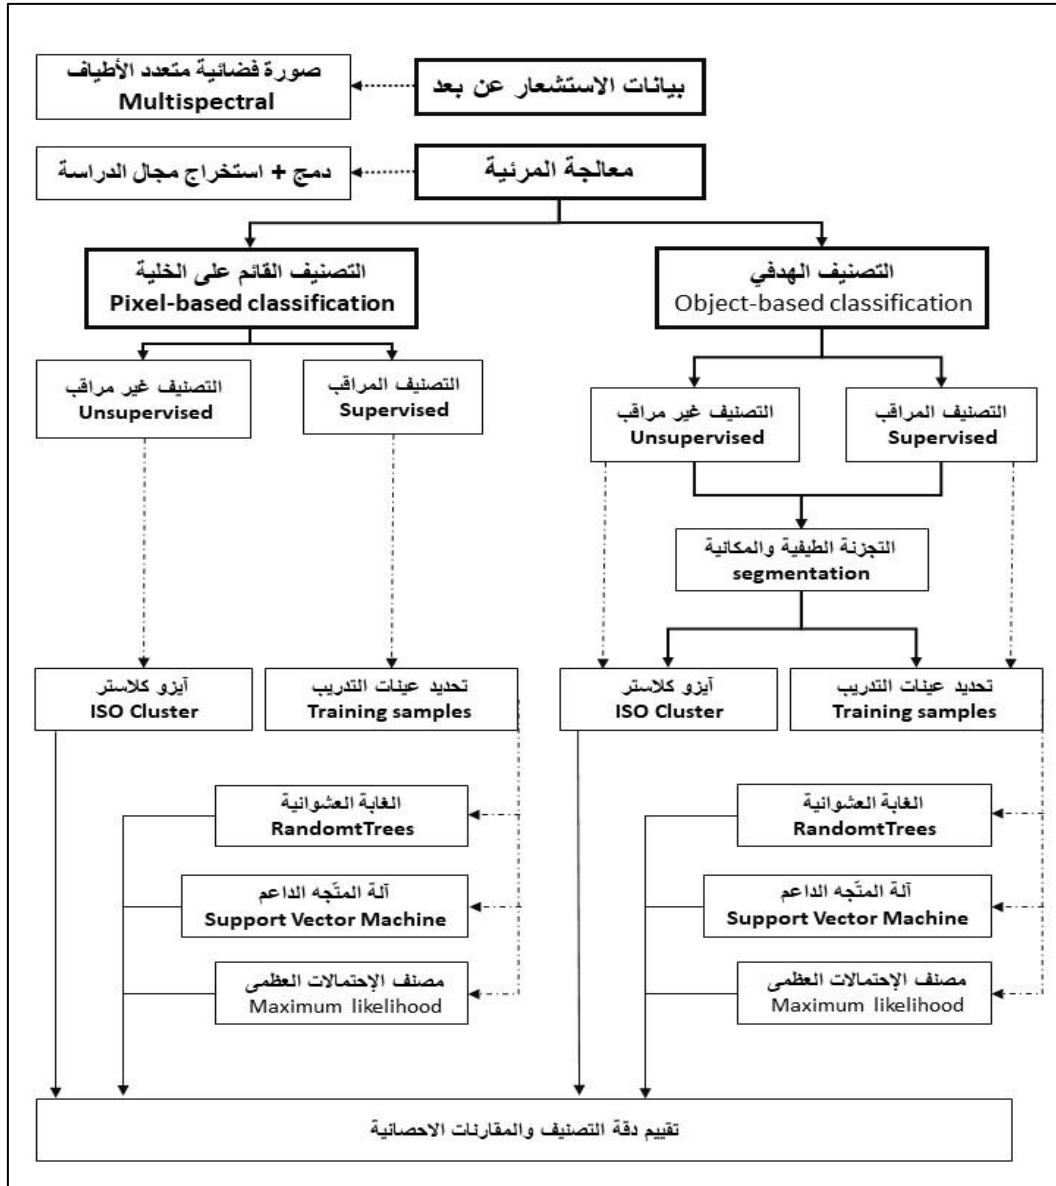 بيانات الاستشعار عن بعد
صورة فضائية متعدد الأطياف
Multispectral
معالجة المرئية
دمج + استخراج مجال الدراسة
التصنيف الهدفي
Object-based classification
التصنيف القائم على الخلية
Pixel-based classification
التصنيف المراقب
Supervised
التصنيف غير مراقب
Unsupervised
التصنيف المراقب
Supervised
التصنيف غير مراقب
Unsupervised
التجزئة الطيفية والمكانية
segmentation
تحديد عينات التدريب
Training samples
آيزو كلاستر
ISO Cluster
تحديد عينات التدريب
Training samples
آيزو كلاستر
ISO Cluster
الغابة العشوائية
RandomtTrees
الغابة العشوائية
RandomtTrees
آلة المتّجه الداعم
Support Vector Machine
آلة المتّجه الداعم
Support Vector Machine
مصنف الإحتمالات العظمى
Maximum likelihood
مصنف الإحتمالات العظمى
Maximum likelihood
تقييم دقة التصنيف والمقارنات الاحصائية